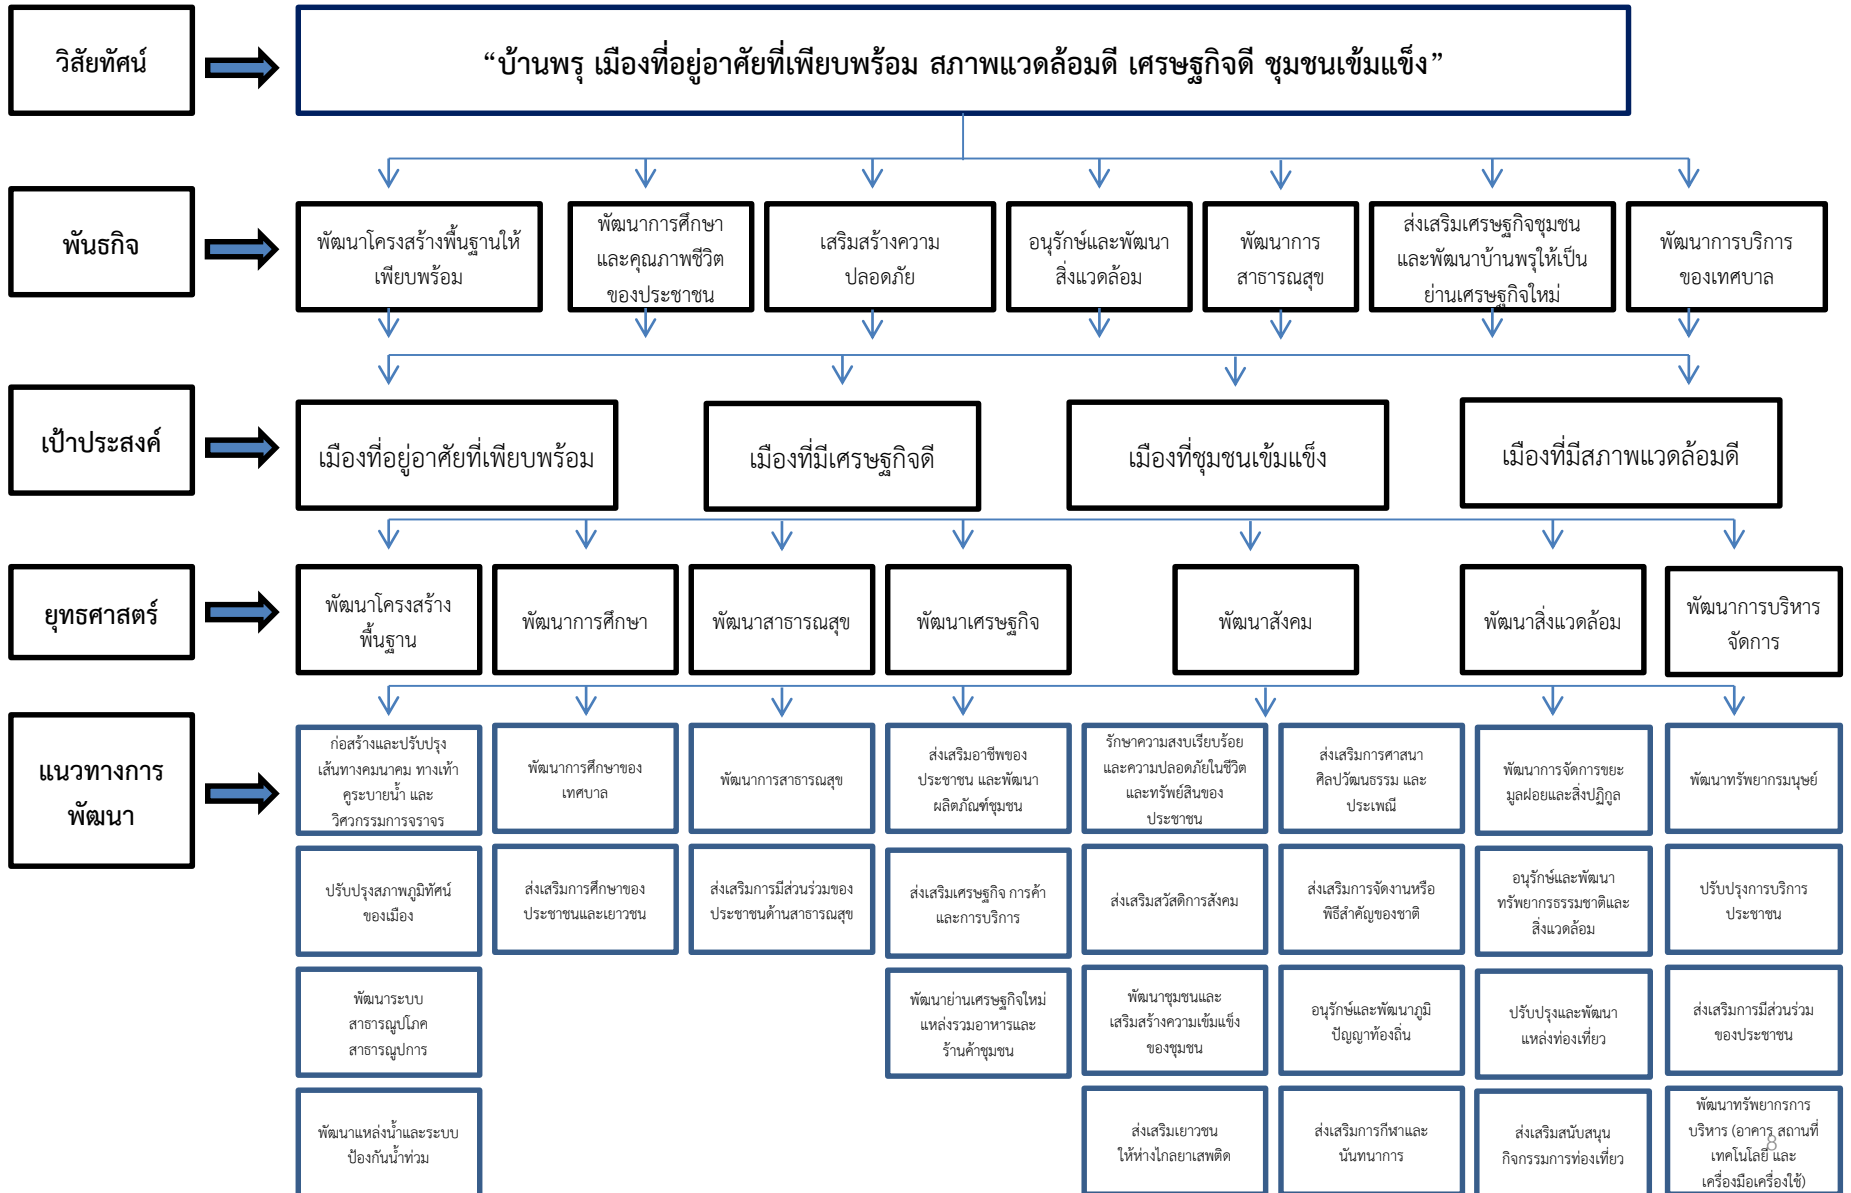 วิสัยทัศน์
“บ้านพรุ เมืองที่อยู่อาศัยที่เพียบพร้อม สภาพแวดล้อมดี เศรษฐกิจดี ชุมชนเข้มแข็ง”
พันธกิจ
พัฒนาโครงสร้างพื้นฐานให้
เพียบพร้อม
พัฒนาการศึกษา
และคุณภาพชีวิต
ของประชาชน
เสริมสร้างความ
ปลอดภัย
อนุรักษ์และพัฒนา
สิ่งแวดล้อม
พัฒนาการ
สาธารณสุข
ส่งเสริมเศรษฐกิจชุมชน
และพัฒนาบ้านพรุให้เป็น
ย่านเศรษฐกิจใหม่
พัฒนาการบริการ
ของเทศบาล
เป้าประสงค์
เมืองที่อยู่อาศัยที่เพียบพร้อม
เมืองที่มีเศรษฐกิจดี
เมืองที่ชุมชนเข้มแข็ง
เมืองที่มีสภาพแวดล้อมดี
ยุทธศาสตร์
พัฒนาโครงสร้าง
พื้นฐาน
พัฒนาการศึกษา
พัฒนาสาธารณสุข
พัฒนาเศรษฐกิจ
พัฒนาสังคม
พัฒนาสิ่งแวดล้อม
พัฒนาการบริหาร
จัดการ
แนวทางการ
พัฒนา
ก่อสร้างและปรับปรุง
เส้นทางคมนาคม ทางเท้า
คูระบายน้ำ และ
วิศวกรรมการจราจร
พัฒนาการศึกษาของ
เทศบาล
พัฒนาการสาธารณสุข
ส่งเสริมอาชีพของ
ประชาชน และพัฒนา
ผลิตภัณฑ์ชุมชน
รักษาความสงบเรียบร้อย
และความปลอดภัยในชีวิต
และทรัพย์สินของ
ประชาชน
ส่งเสริมการศาสนา
ศิลปวัฒนธรรม และ
ประเพณี
พัฒนาการจัดการขยะ
มูลฝอยและสิ่งปฏิกูล
พัฒนาทรัพยากรมนุษย์
ปรับปรุงสภาพภูมิทัศน์
ของเมือง
ส่งเสริมการศึกษาของ
ประชาชนและเยาวชน
ส่งเสริมการมีส่วนร่วมของ
ประชาชนด้านสาธารณสุข
ส่งเสริมเศรษฐกิจ การค้า
และการบริการ
ส่งเสริมสวัสดิการสังคม
ส่งเสริมการจัดงานหรือ
พิธีสำคัญของชาติ
อนุรักษ์และพัฒนา
ทรัพยากรธรรมชาติและ
สิ่งแวดล้อม
ปรับปรุงการบริการ
ประชาชน
พัฒนาระบบ
สาธารณูปโภค
สาธารณูปการ
พัฒนาย่านเศรษฐกิจใหม่
แหล่งรวมอาหารและ
ร้านค้าชุมชน
พัฒนาชุมชนและ
เสริมสร้างความเข้มแข็ง
ของชุมชน
อนุรักษ์และพัฒนาภูมิ
ปัญญาท้องถิ่น
ปรับปรุงและพัฒนา
แหล่งท่องเที่ยว
ส่งเสริมการมีส่วนร่วม
ของประชาชน
พัฒนาแหล่งน้ำและระบบ
ป้องกันน้ำท่วม
ส่งเสริมเยาวชน
ให้ห่างไกลยาเสพติด
ส่งเสริมการกีฬาและ
นันทนาการ
ส่งเสริมสนับสนุน
กิจกรรมการท่องเที่ยว
พัฒนาทรัพยากรการ
บริหาร (อาคาร สถานที่
เทคโนโลยี และ
เครื่องมือเครื่องใช้)
8